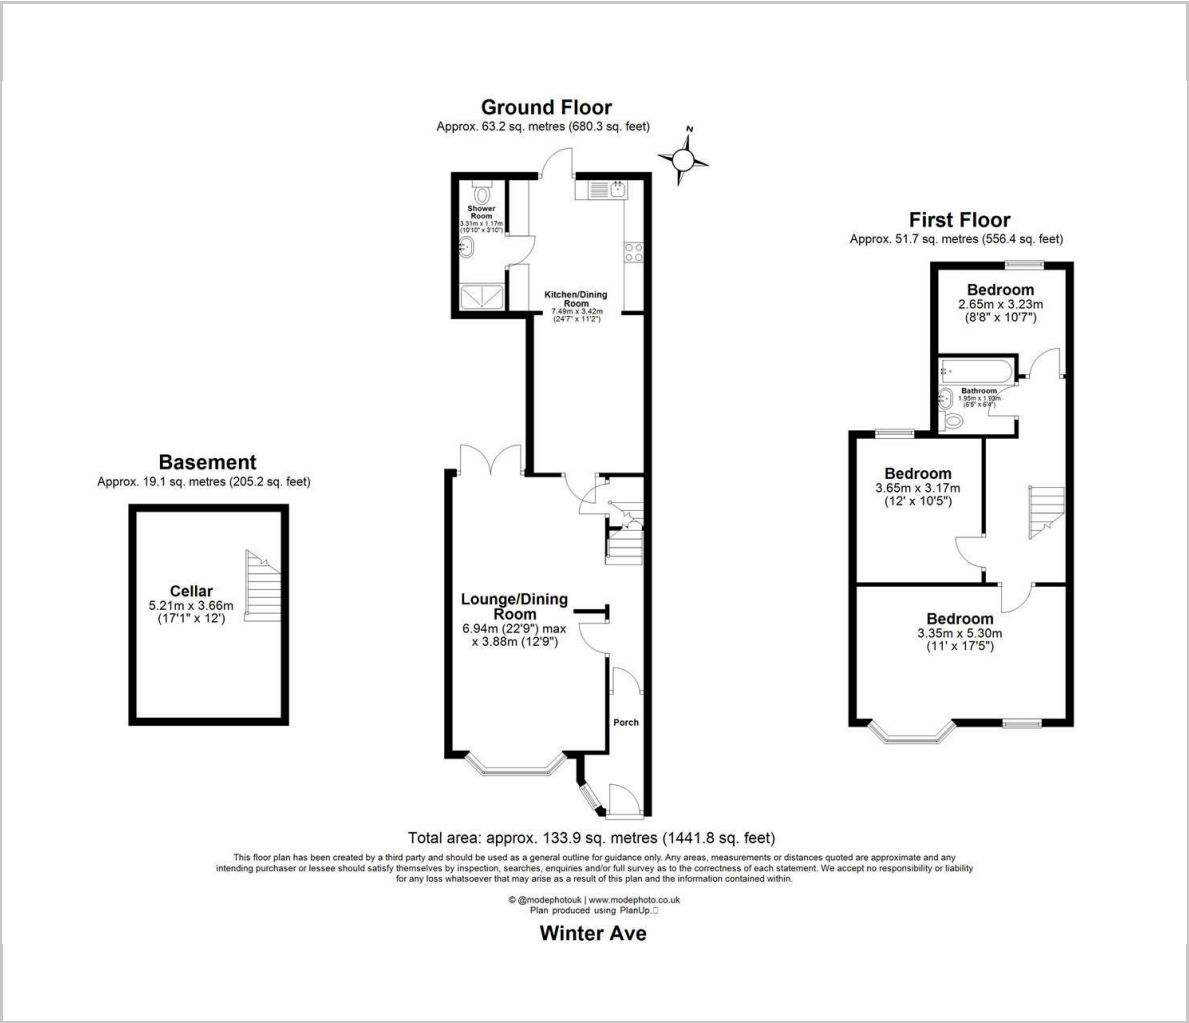 Ground Floor
Approx. 63.2 sq. metres (680.3 sq. feet)
N
Shower
Room
3.31m x 1.17m
(10'10" x 3'10")
Kitchen/Dining
Room
7.49m x 3.42m
(24'7" x 11'2")
First Floor
Approx. 51.7 sq. metres (556.4 sq. feet)
Bedroom
2.65m x 3.23m
(8'8" x 10'7")
Bathroom
1.95m x 1.93m
(6'5" x 6'4")
Basement
Approx. 19.1 sq. metres (205.2 sq. feet)
Bedroom
3.65m x 3.17m
(12' x 10'5")
Cellar
5.21m x 3.66m
(17'1" x 12')
Lounge/Dining
Room
6.94m (22'9") max
x 3.88m (12'9")
Bedroom
3.35m x 5.30m
(11' x 17'5")
Porch
Total area: approx. 133.9 sq. metres (1441.8 sq. feet)
This floor plan has been created by a third party and should be used as a general outline for guidance only. Any areas, measurements or distances quoted are approximate and any
intending purchaser or lessee should satisfy themselves by inspection, searches, enquiries and/or full survey as to the correctness of each statement. We accept no responsibility or liability
for any loss whatsoever that may arise as a result of this plan and the information contained within.
© @modephotouk | www.modephoto.co.uk
Plan produced using PlanUp.□
Winter Ave